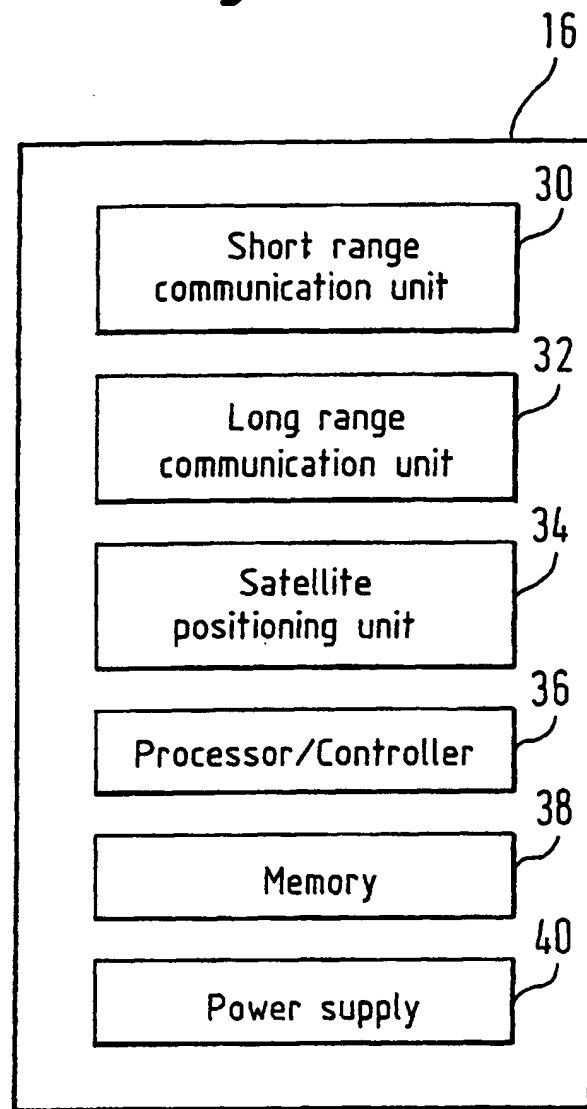 16
30
Short range
communication unit
32
Long range
communication unit
34
Satellite
positioning unit
36
Processor/Controller
38
Memory
40
Power supply